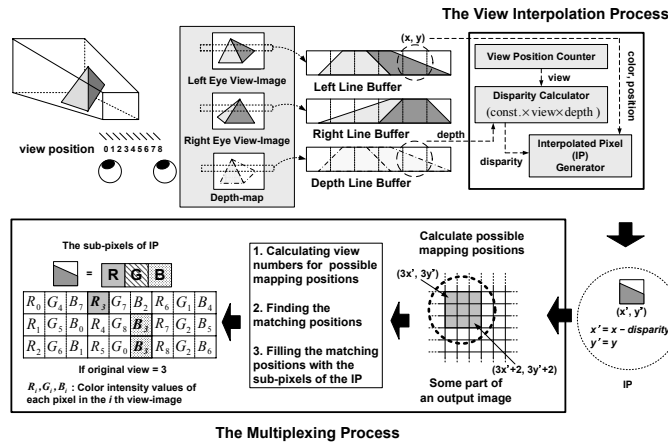 The View Interpolation Process
(x, y)
Left Eye View-Image
Left Line Buffer
Right Eye View-Image
Right Line Buffer
Depth-map
Depth Line Buffer
view position
0 1 2 3 4 5 6 7 8
View Position Counter
view
Disparity Calculator
(const.×view×depth)
depth
disparity
Interpolated Pixel
(IP)
Generator
color, position
The sub-pixels of IP
= R G B
R0 G4 B7 R3 G7 B2 R6 G1 B4
R1 G5 B0 R4 G8 B3 R7 G2 B5
R2 G6 B1 R5 G0 B3 R8 G2 B6
If original view = 3
Ri, Gi, Bi : Color intensity values of
each pixel in the i th view-image
1. Calculating view
numbers for possible
mapping positions
2. Finding the
matching positions
3. Filling the matching
positions with the
sub-pixels of the IP
Calculate possible
mapping positions
(3x', 3y')
(3x'+2, 3y'+2)
Some part of
an output image
(x', y')
x' = x − disparity
y' = y
IP
The Multiplexing Process